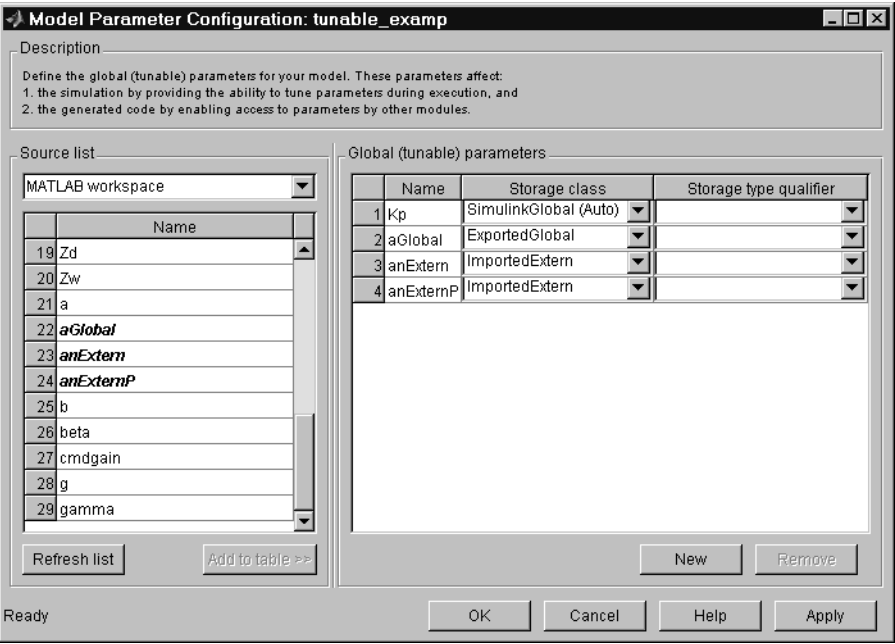 Model Parameter Configuration: tunable_examp
Description
Define the global (tunable) parameters for your model. These parameters affect:
1. the simulation by providing the ability to tune parameters during execution, and
2. the generated code by enabling access to parameters by other modules.
Source list
MATLAB workspace
Name
19 Zd
20 Zw
21 a
22 aGlobal
23 anExtern
24 anExternP
25 b
26 beta
27 cmdgain
28 g
29 gamma
Refresh list
Add to table >>
Global (tunable) parameters
Name Storage class Storage type qualifier
1 Kp SimulinkGlobal (Auto)
2 aGlobal ExportedGlobal
3 anExtern ImportedExtern
4 anExternP ImportedExtern
New Remove
Ready
OK Cancel Help Apply